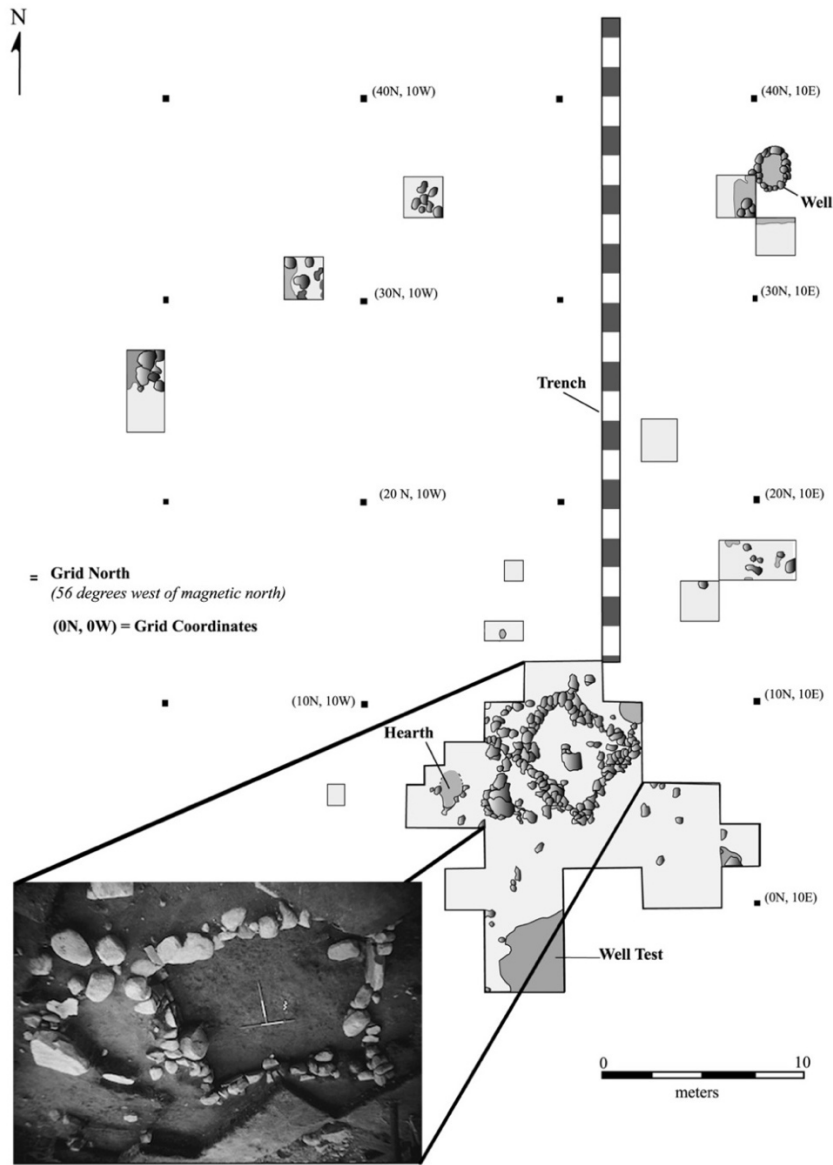 N
(40N, 10W)
(40N, 10E)
Well
(30N, 10W)
(30N, 10E)
Trench
(20 N, 10W)
(20N, 10E)
= Grid North
(56 degrees west of magnetic north)
(0N, 0W) = Grid Coordinates
(10N, 10W)
(10N, 10E)
Hearth
(0N, 10E)
Well Test
0 10
meters